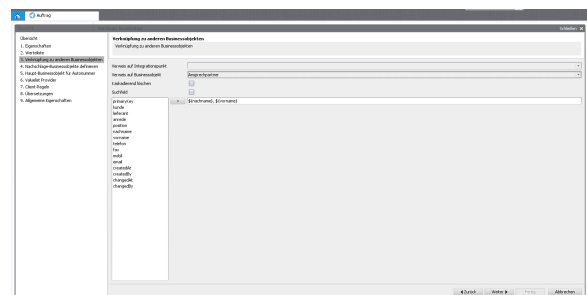 Auftrag
Schließen ×
Übersicht
1. Eigenschaften
2. Werteliste
3. Verknüpfung zu anderen Businessobjekten
4. Nachschlage-Businessobjekte definieren
5. Haupt-Businessobjekt für Autonummer
6. Valuelist Provider
7. Client Regeln
8. Übersetzungen
9. Allgemeine Eigenschaften
Verknüpfung zu anderen Businessobjekten
Verknüpfung zu anderen Businessobjekten
Verweis auf Integrationspunkt
Verweis auf Businessobjekt Ansprechpartner
Kaskadierend löschen
Suchfeld
primaryKey
kunde
lieferant
anrede
position
nachname
vorname
telefon
fax
mobil
email
createdAt
createdBy
changedAt
changedBy
> ${nachname}, ${vorname}
Zurück Weiter Fertig Abbrechen